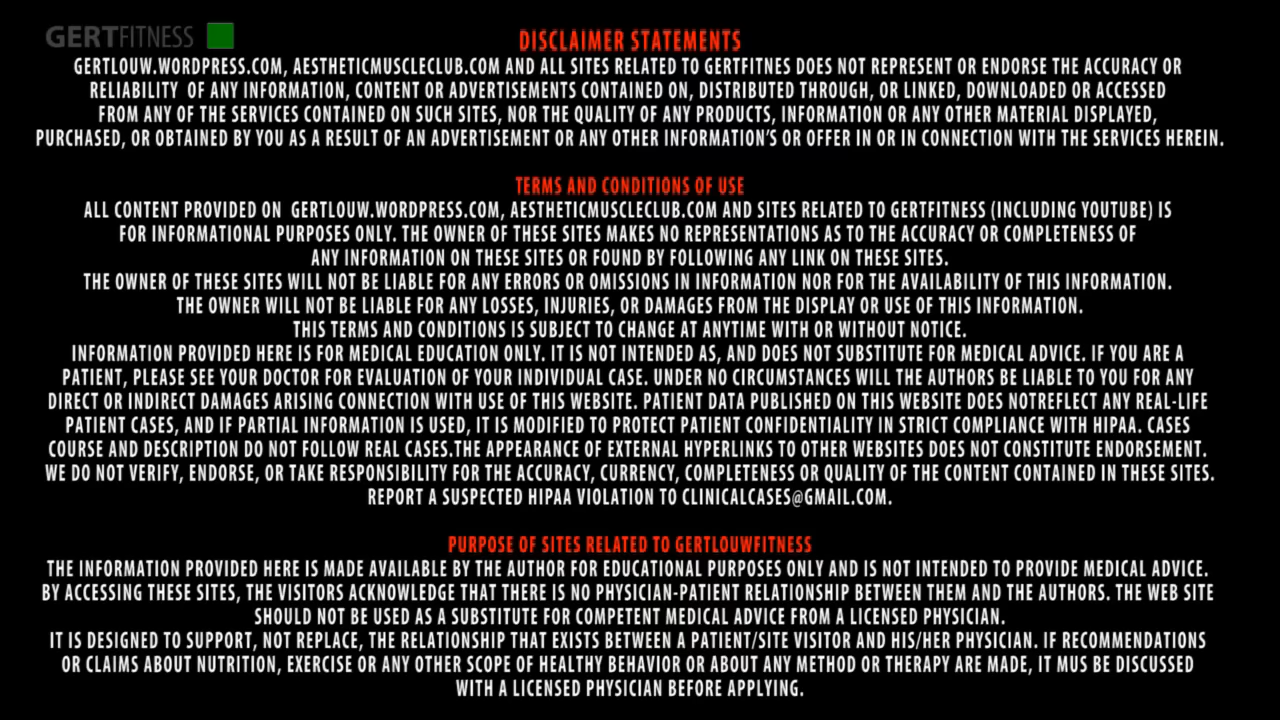 GERTFITNESS
DISCLAIMER STATEMENTS
GERTLOUW.WORDPRESS.COM, AESTHETICMUSCLECLUB.COM AND ALL SITES RELATED TO GERTFITNES DOES NOT REPRESENT OR ENDORSE THE ACCURACY OR
RELIABILITY OF ANY INFORMATION, CONTENT OR ADVERTISEMENTS CONTAINED ON, DISTRIBUTED THROUGH, OR LINKED, DOWNLOADED OR ACCESSED
FROM ANY OF THE SERVICES CONTAINED ON SUCH SITES, NOR THE QUALITY OF ANY PRODUCTS, INFORMATION OR ANY OTHER MATERIAL DISPLAYED,
PURCHASED, OR OBTAINED BY YOU AS A RESULT OF AN ADVERTISEMENT OR ANY OTHER INFORMATION'S OR OFFER IN OR IN CONNECTION WITH THE SERVICES HEREIN.
TERMS AND CONDITIONS OF USE
ALL CONTENT PROVIDED ON GERTLOUW.WORDPRESS.COM, AESTHETICMUSCLECLUB.COM AND SITES RELATED TO GERTFITNESS (INCLUDING YOUTUBE) IS
FOR INFORMATIONAL PURPOSES ONLY. THE OWNER OF THESE SITES MAKES NO REPRESENTATIONS AS TO THE ACCURACY OR COMPLETENESS OF
ANY INFORMATION ON THESE SITES OR FOUND BY FOLLOWING ANY LINK ON THESE SITES.
THE OWNER OF THESE SITES WILL NOT BE LIABLE FOR ANY ERRORS OR OMISSIONS IN INFORMATION NOR FOR THE AVAILABILITY OF THIS INFORMATION.
THE OWNER WILL NOT BE LIABLE FOR ANY LOSSES, INJURIES, OR DAMAGES FROM THE DISPLAY OR USE OF THIS INFORMATION.
THIS TERMS AND CONDITIONS IS SUBJECT TO CHANGE AT ANYTIME WITH OR WITHOUT NOTICE.
INFORMATION PROVIDED HERE IS FOR MEDICAL EDUCATION ONLY. IT IS NOT INTENDED AS, AND DOES NOT SUBSTITUTE FOR MEDICAL ADVICE. IF YOU ARE A
PATIENT, PLEASE SEE YOUR DOCTOR FOR EVALUATION OF YOUR INDIVIDUAL CASE. UNDER NO CIRCUMSTANCES WILL THE AUTHORS BE LIABLE TO YOU FOR ANY
DIRECT OR INDIRECT DAMAGES ARISING CONNECTION WITH USE OF THIS WEBSITE. PATIENT DATA PUBLISHED ON THIS WEBSITE DOES NOTREFLECT ANY REAL-LIFE
PATIENT CASES, AND IF PARTIAL INFORMATION IS USED, IT IS MODIFIED TO PROTECT PATIENT CONFIDENTIALITY IN STRICT COMPLIANCE WITH HIPAA. CASES
COURSE AND DESCRIPTION DO NOT FOLLOW REAL CASES.THE APPEARANCE OF EXTERNAL HYPERLINKS TO OTHER WEBSITES DOES NOT CONSTITUTE ENDORSEMENT.
WE DO NOT VERIFY, ENDORSE, OR TAKE RESPONSIBILITY FOR THE ACCURACY, CURRENCY, COMPLETENESS OR QUALITY OF THE CONTENT CONTAINED IN THESE SITES.
REPORT A SUSPECTED HIPAA VIOLATION TO CLINICALCASES@GMAIL.COM.
PURPOSE OF SITES RELATED TO GERTLOUWFITNESS
THE INFORMATION PROVIDED HERE IS MADE AVAILABLE BY THE AUTHOR FOR EDUCATIONAL PURPOSES ONLY AND IS NOT INTENDED TO PROVIDE MEDICAL ADVICE.
BY ACCESSING THESE SITES, THE VISITORS ACKNOWLEDGE THAT THERE IS NO PHYSICIAN-PATIENT RELATIONSHIP BETWEEN THEM AND THE AUTHORS. THE WEB SITE
SHOULD NOT BE USED AS A SUBSTITUTE FOR COMPETENT MEDICAL ADVICE FROM A LICENSED PHYSICIAN.
IT IS DESIGNED TO SUPPORT, NOT REPLACE, THE RELATIONSHIP THAT EXISTS BETWEEN A PATIENT/SITE VISITOR AND HIS/HER PHYSICIAN. IF RECOMMENDATIONS
OR CLAIMS ABOUT NUTRITION, EXERCISE OR ANY OTHER SCOPE OF HEALTHY BEHAVIOR OR ABOUT ANY METHOD OR THERAPY ARE MADE, IT MUS BE DISCUSSED
WITH A LICENSED PHYSICIAN BEFORE APPLYING.